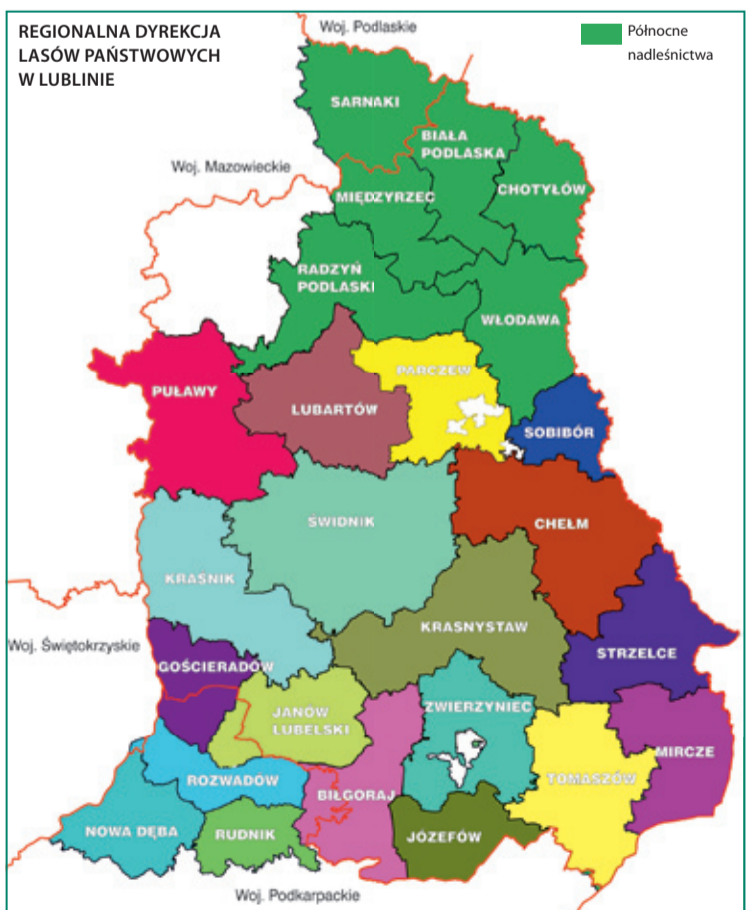 REGIONALNA DYREKCJA
LASÓW PAŃSTWOWYCH
W LUBLINIE
Woj. Podlaskie
Północne
nadleśnictwa
SARNAKI
BIAŁA
PODLASKA
Woj. Mazowieckie
MIĘDZYRZEC
CHOTYŁÓW
RADZYŃ
PODLASKI
WŁODAWA
PARCZEW
PUŁAWY
LUBARTÓW
SOBIBÓR
ŚWIDNIK
CHEŁM
KRAŚNIK
KRASNYSTAW
Woj. Świętokrzyskie
STRZELCE
GOŚCIERADÓW
ZWIERZYNIEC
JANÓW
LUBELSKI
MIRCZE
ROZWADÓW
TOMASZÓW
BIŁGORAJ
NOWA DĘBA
RUDNIK
JÓZEFÓW
Woj. Podkarpackie